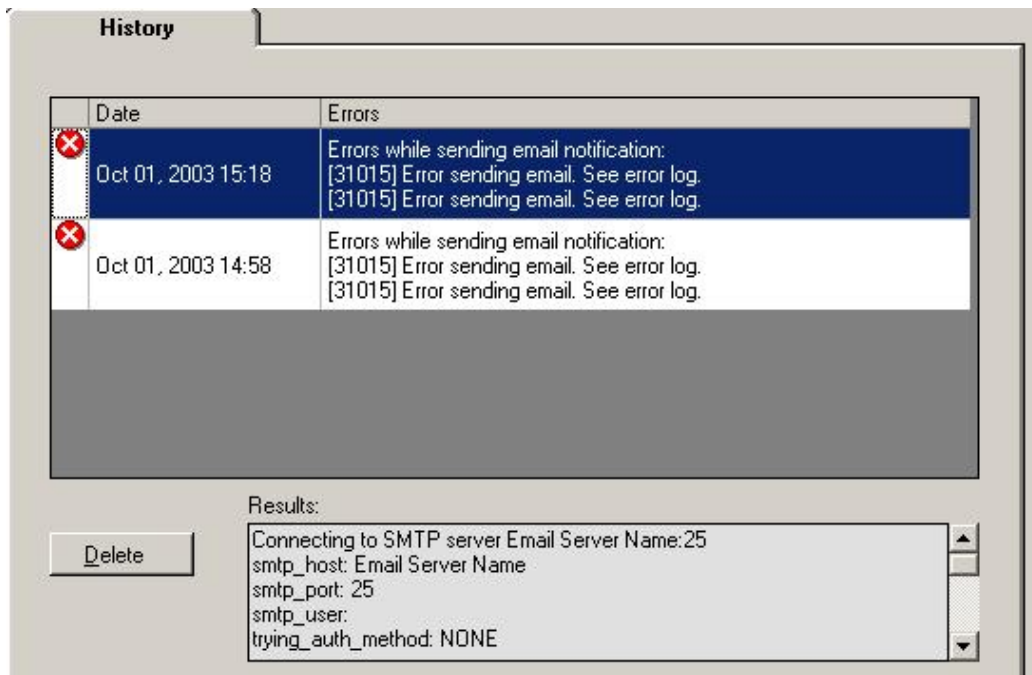 History
Date Errors
Oct 01, 2003 15:18
Errors while sending email notification:
[31015] Error sending email. See error log.
[31015] Error sending email. See error log.
Oct 01, 2003 14:58
Errors while sending email notification:
[31015] Error sending email. See error log.
[31015] Error sending email. See error log.
Results:
Delete
Connecting to SMTP server Email Server Name:25
smtp_host: Email Server Name
smtp_port: 25
smtp_user:
trying_auth_method: NONE